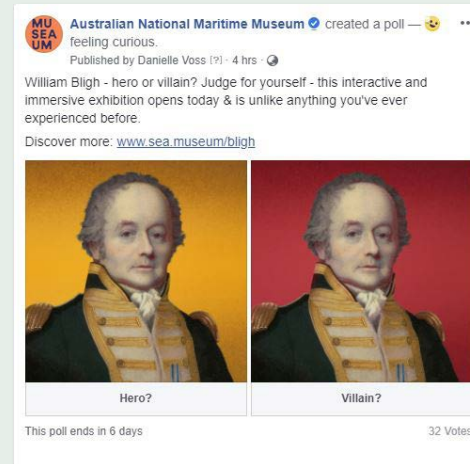 MU
SEA
UM
Australian National Maritime Museum created a poll —
feeling curious.
Published by Danielle Voss [?] · 4 hrs ·
William Bligh - hero or villain? Judge for yourself - this interactive and
immersive exhibition opens today & is unlike anything you've ever
experienced before.
Discover more: www.sea.museum/bligh
Hero?
Villain?
This poll ends in 6 days
32 Votes